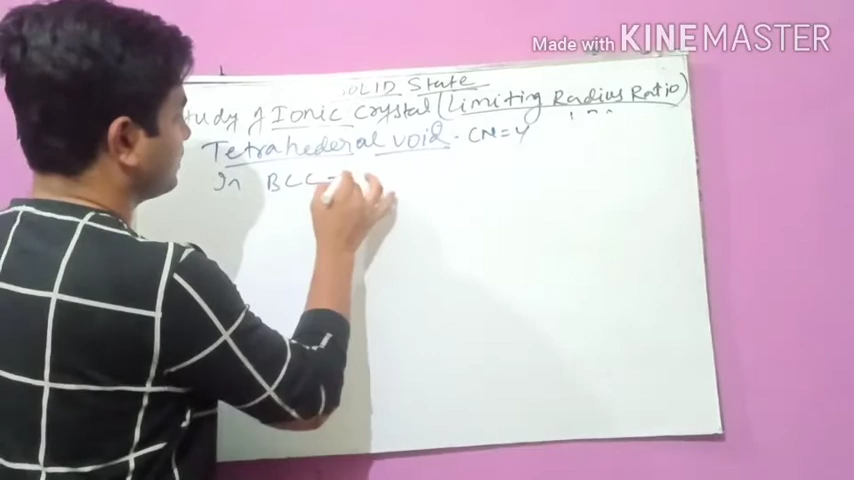 Made with KINEMASTER
SOLID State
Study of Ionic Crystal (Limiting Radius Ratio)
Tetrahederal void. CN=4
In BCC-